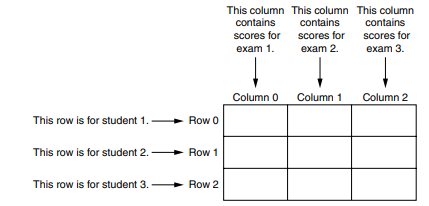 This column This column This column
contains contains contains
scores for scores for scores for
exam 1. exam 2. exam 3.
Column 0 Column 1 Column 2
This row is for student 1. Row 0
This row is for student 2. Row 1
This row is for student 3. Row 2